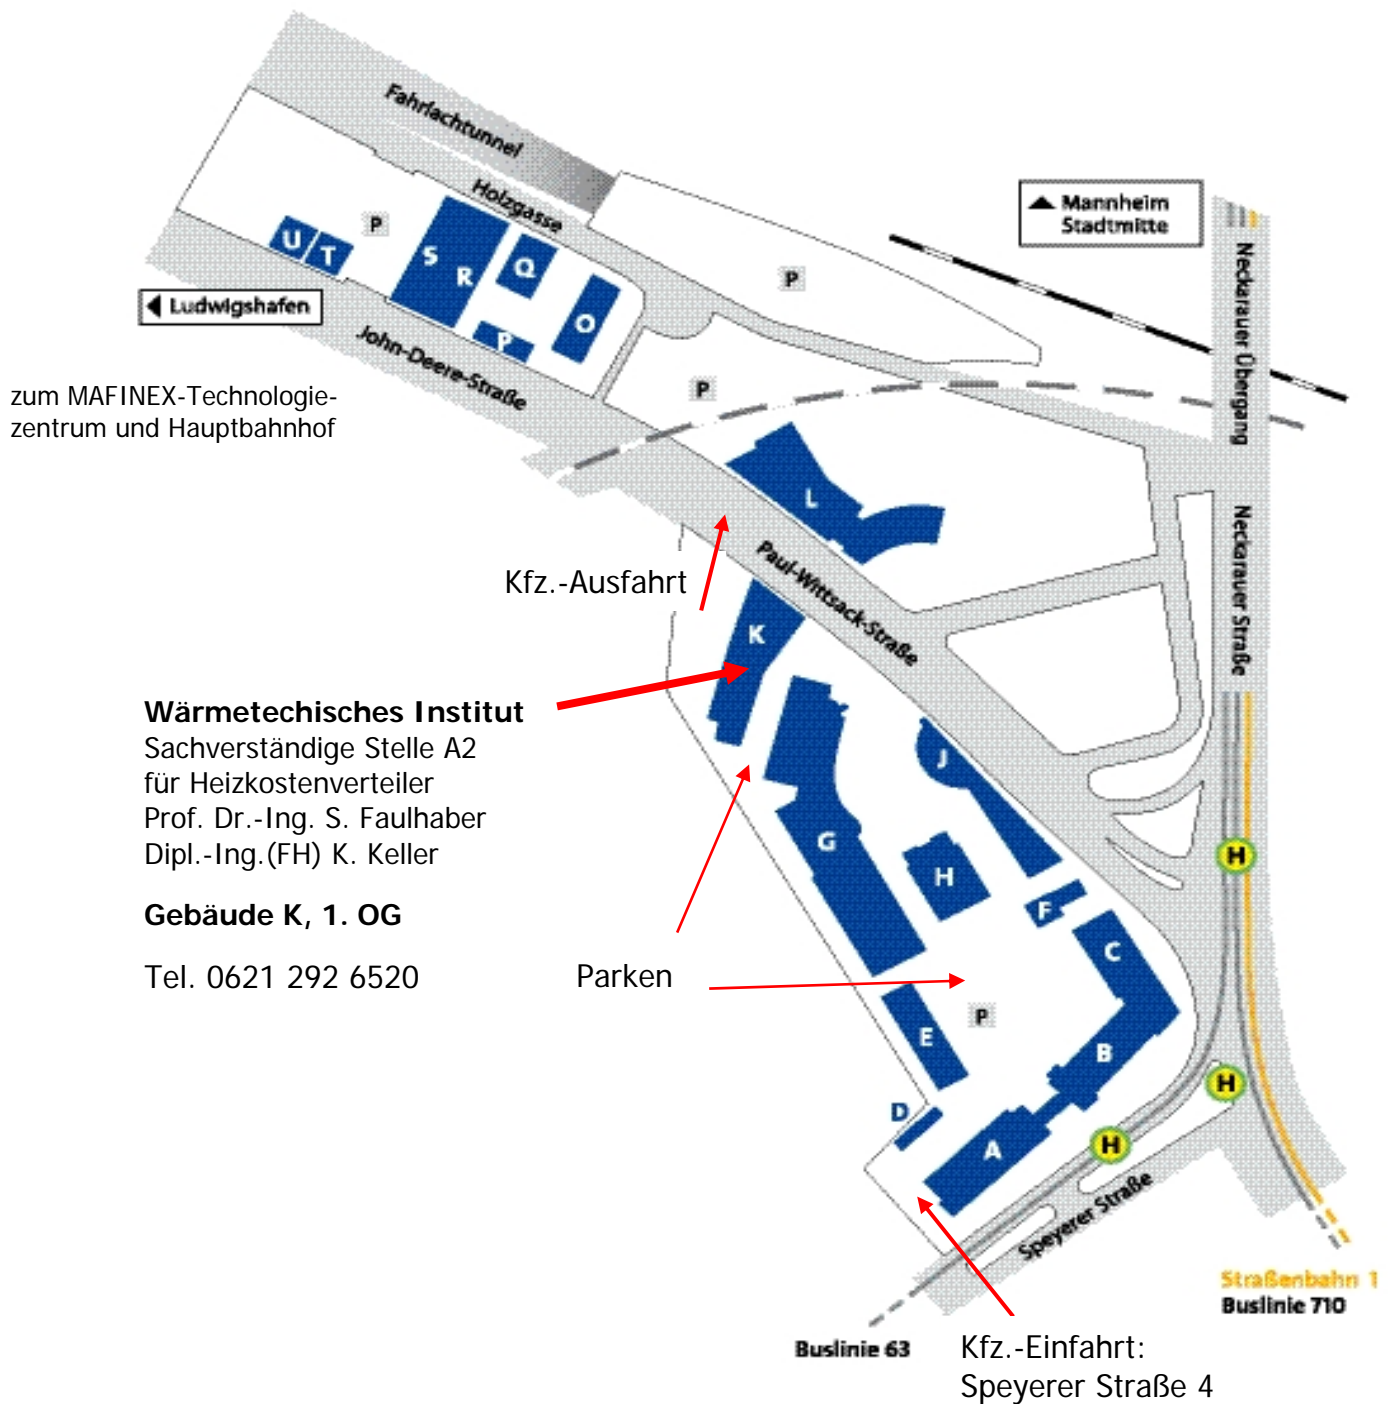 Fahrlachtunnel
Holzgasse
Mannheim
Stadtmitte
P
U
T
S
R
Q
O
P
P
Ludwigshafen
John-Deere-Straße
Neckarauer Übergang
zum MAFINEX-Technologie-
zentrum und Hauptbahnhof
P
L
Neckarauer Straße
Paul-Wittsack-Straße
Kfz.-Ausfahrt
K
Wärmetechisches Institut
Sachverständige Stelle A2
für Heizkostenverteiler
Prof. Dr.-Ing. S. Faulhaber
Dipl.-Ing.(FH) K. Keller
Gebäude K, 1. OG
Tel. 0621 292 6520
J
G
H
H
F
C
Parken
P
E
B
H
D
A
H
Speyerer Straße
Straßenbahn 1
Buslinie 710
Buslinie 63
Kfz.-Einfahrt:
Speyerer Straße 4